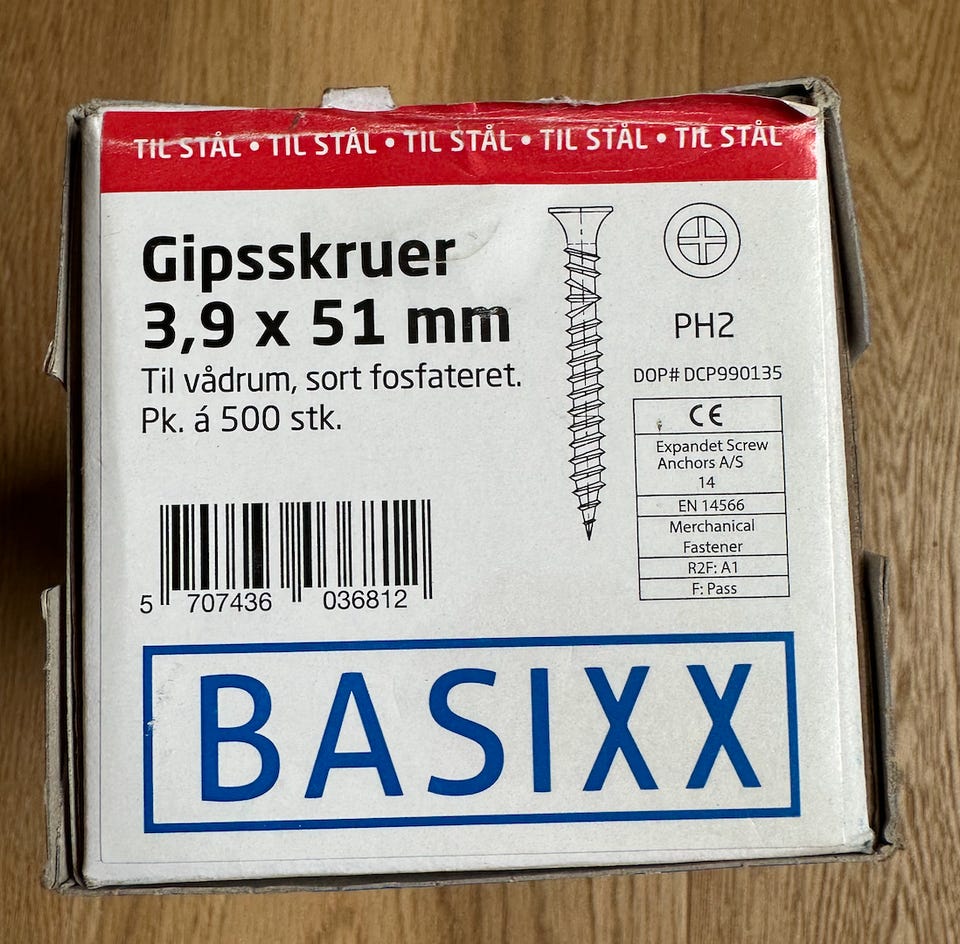 TIL STÅL • TIL STÅL • TIL STÅL • TIL STÅL • TIL STÅL
Gipsskruer
3,9 x 51 mm
Til vådrum, sort fosfateret.
Pk. á 500 stk.
PH2
DOP# DCP990135
CE
Expandet Screw
Anchors A/S
14
EN 14566
Merchanical
Fastener
R2F: A1
F: Pass
5 707436 036812
BASIXX